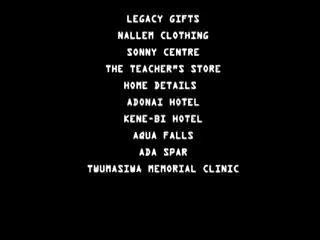 LEGACY GIFTS
NALLEM CLOTHING
SONNY CENTRE
THE TEACHER"S STORE
HOME DETAILS
ADONAI HOTEL
KENE-BI HOTEL
AQUA FALLS
ADA SPAR
TWUMASIWA MEMORIAL CLINIC